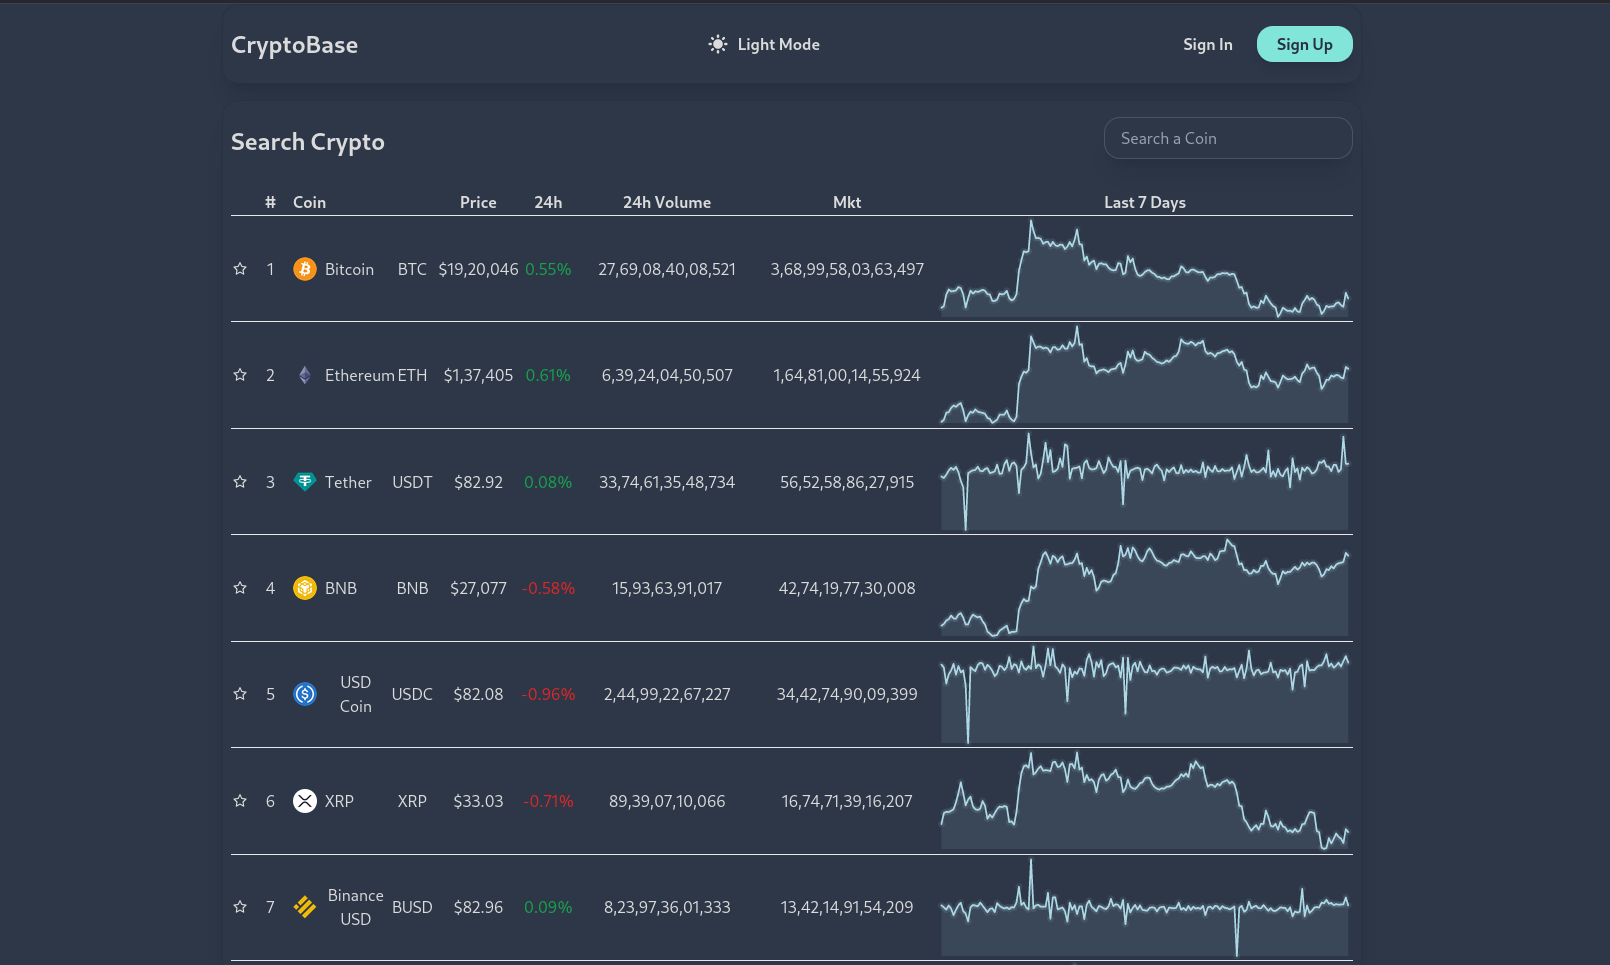 CryptoBase Light Mode Sign In Sign Up
Search Crypto Search a Coin
# Coin Price 24h 24h Volume Mkt Last 7 Days
1 Bitcoin BTC $19,20,046 0.55% 27,69,08,40,08,521 3,68,99,58,03,63,497
2 Ethereum ETH $1,37,405 0.61% 6,39,24,04,50,507 1,64,81,00,14,55,924
3 Tether USDT $82.92 0.08% 33,74,61,35,48,734 56,52,58,86,27,915
4 BNB BNB $27,077 -0.58% 15,93,63,91,017 42,74,19,77,30,008
5 USD Coin USDC $82.08 -0.96% 2,44,99,22,67,227 34,42,74,90,09,399
6 XRP XRP $33.03 -0.71% 89,39,07,10,066 16,74,71,39,16,207
7 Binance USD BUSD $82.96 0.09% 8,23,97,36,01,333 13,42,14,91,54,209